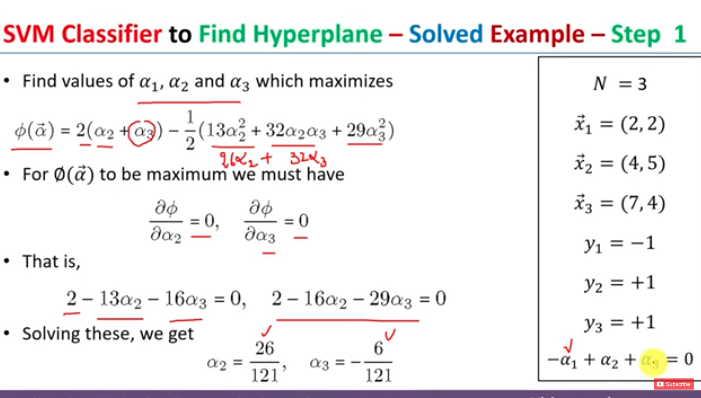 SVM Classifier to Find Hyperplane – Solved Example – Step 1
• Find values of α₁, α₂ and α₃ which maximizes
ϕ(α⃗) = 2(α₂ + α₃) − 1/2(13α₂² + 32α₂α₃ + 29α₃²)
26α₂ + 32α₃
• For Ø(α⃗) to be maximum we must have
∂ϕ/∂α₂ = 0, ∂ϕ/∂α₃ = 0
• That is,
2 − 13α₂ − 16α₃ = 0, 2 − 16α₂ − 29α₃ = 0
• Solving these, we get
α₂ = 26/121, α₃ = −6/121
N = 3
x⃗₁ = (2, 2)
x⃗₂ = (4, 5)
x⃗₃ = (7, 4)
y₁ = −1
y₂ = +1
y₃ = +1
−α₁ + α₂ + α₃ = 0
Subscribe